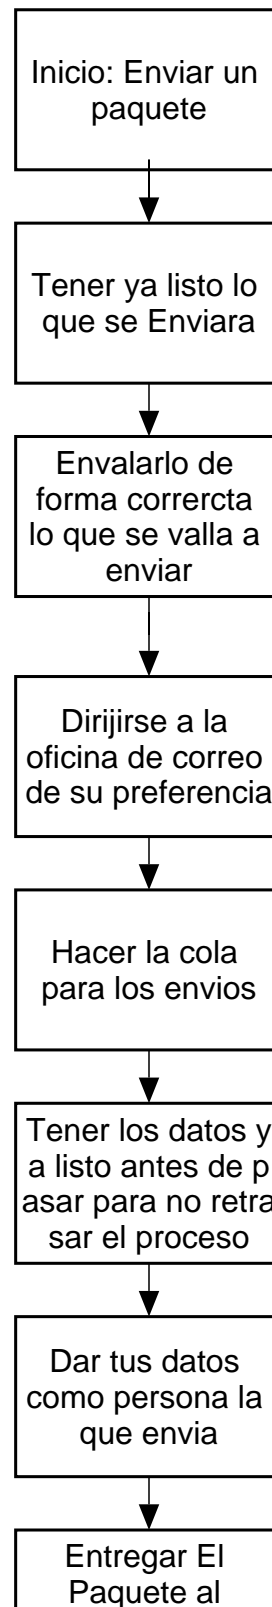 Inicio: Enviar un
paquete
Tener ya listo lo
que se Enviara
Envalarlo de
forma corrercta
lo que se valla a
enviar
Dirijirse a la
oficina de correo
de su preferencia
Hacer la cola
para los envios
Tener los datos y
a listo antes de p
asar para no retra
sar el proceso
Dar tus datos
como persona la
que envia
Entregar El
Paquete al